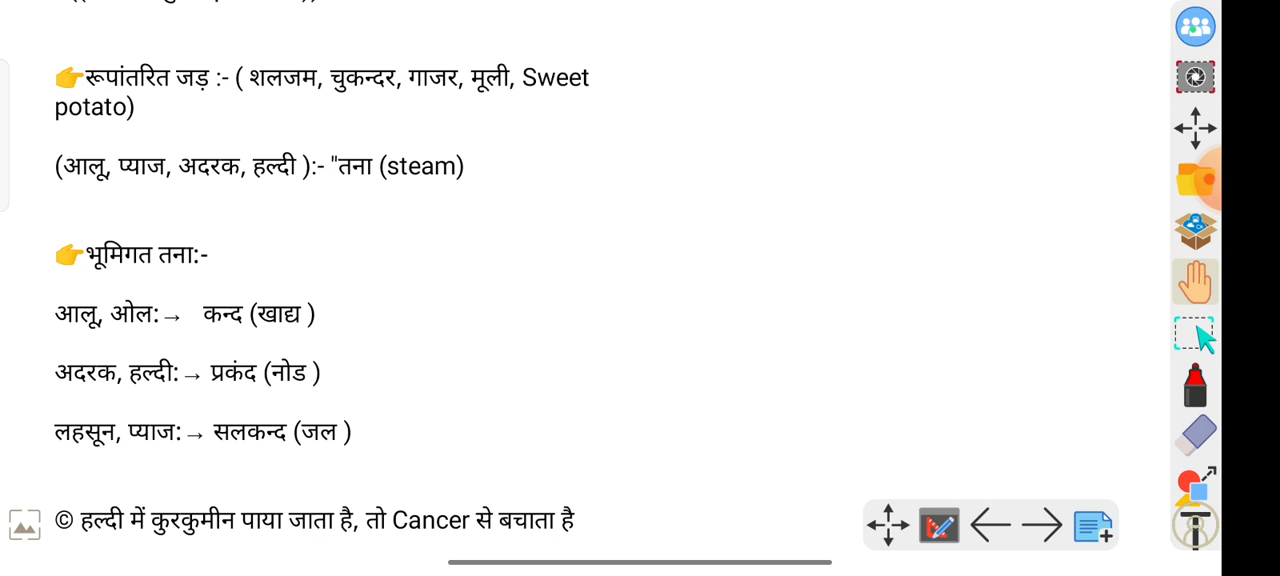 👉रूपांतरित जड़ :- ( शलजम, चुकन्दर, गाजर, मूली, Sweet
potato)
(आलू, प्याज, अदरक, हल्दी ):- "तना (steam)
👉भूमिगत तना:-
आलू, ओल:→ कन्द (खाद्य )
अदरक, हल्दी:→ प्रकंद (नोड )
लहसून, प्याज:→ सलकन्द (जल )
© हल्दी में कुरकुमीन पाया जाता है, तो Cancer से बचाता है